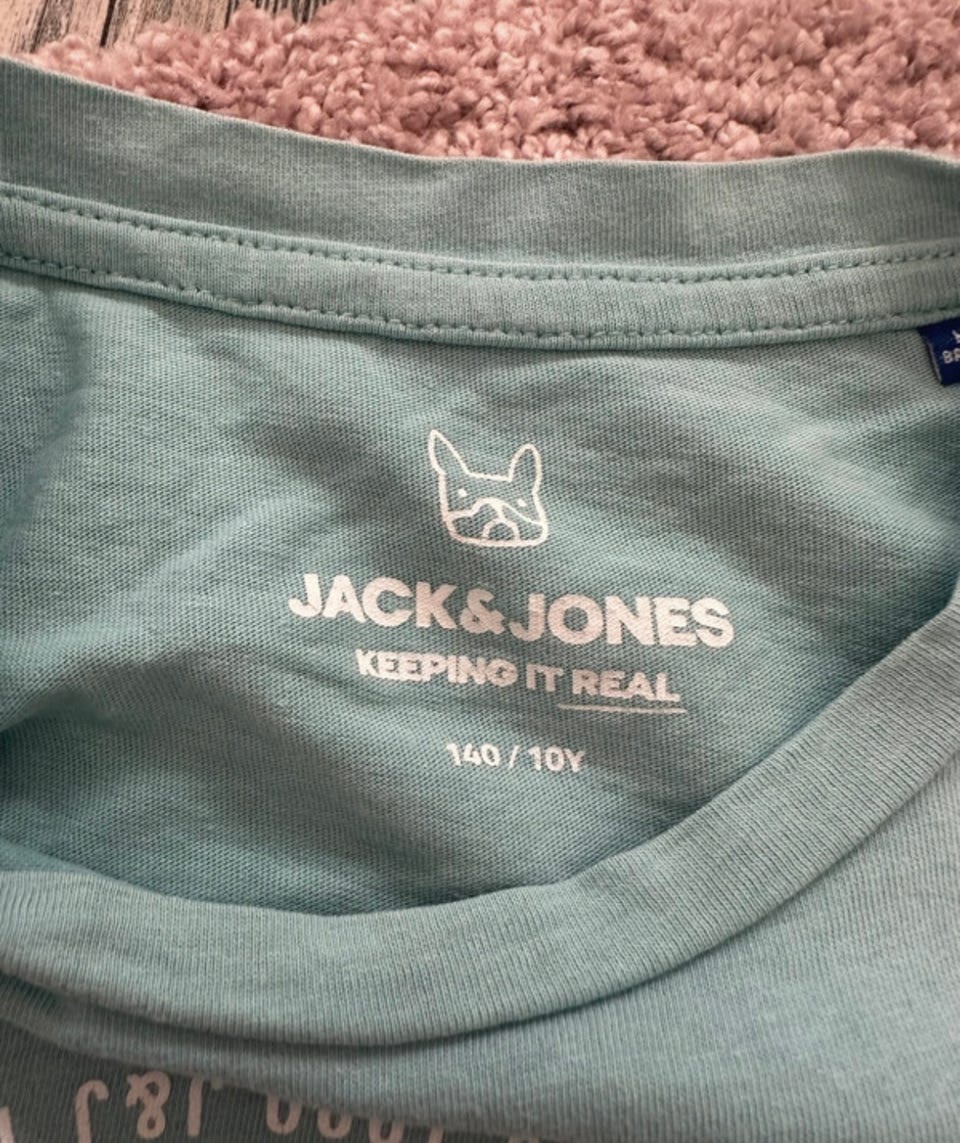 JACK&JONES
KEEPING IT REAL
140 / 10Y
J&J